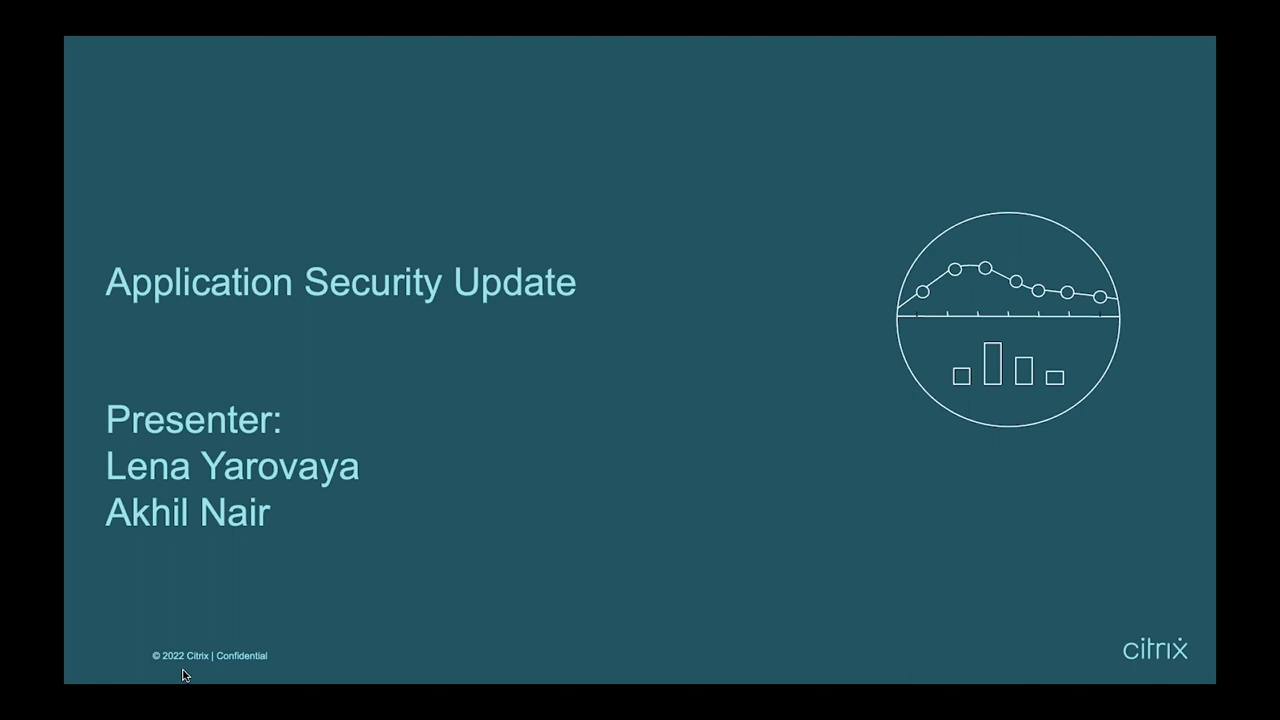 Application Security Update
Presenter:
Lena Yarovaya
Akhil Nair
© 2022 Citrix | Confidential
citrix